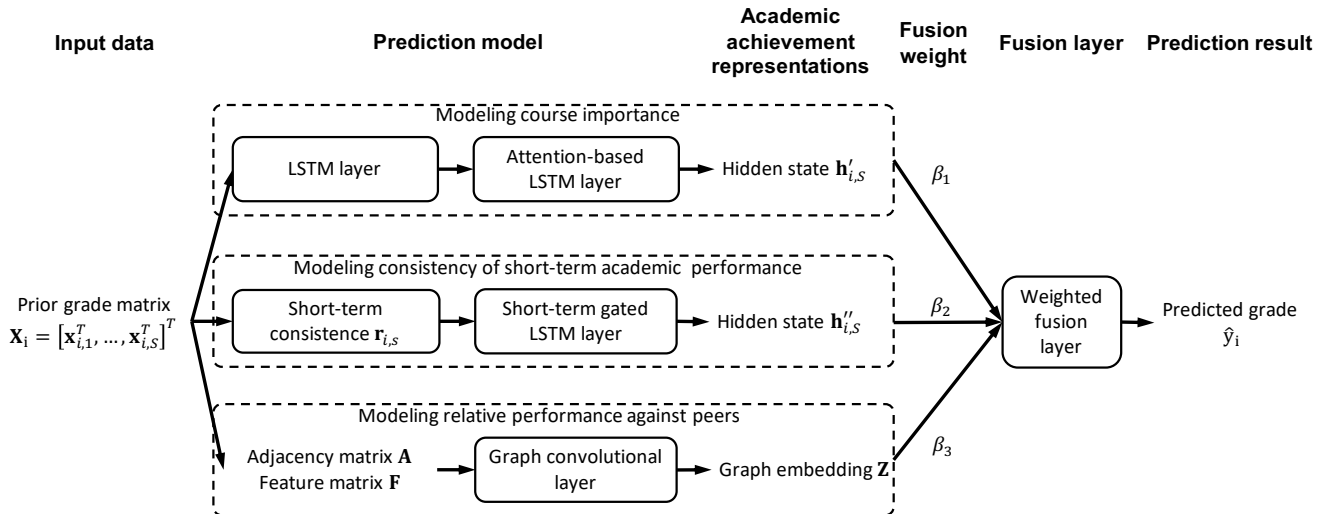 Input data
Prediction model
Academic
achievement
representations
Fusion
weight
Fusion layer
Prediction result
Modeling course importance
LSTM layer
Attention-based
LSTM layer
Hidden state 𝐡′ᵢ,ₛ
β₁
Modeling consistency of short-term academic performance
Prior grade matrix
𝐗ᵢ = [𝐱ᵀᵢ,₁, …, 𝐱ᵀᵢ,S]ᵀ
Short-term
consistence 𝐫ᵢ,ₛ
Short-term gated
LSTM layer
Hidden state 𝐡″ᵢ,S
β₂
Weighted
fusion
layer
Predicted grade
ŷᵢ
Modeling relative performance against peers
Adjacency matrix 𝐀
Feature matrix 𝐅
Graph convolutional
layer
Graph embedding 𝐙
β₃